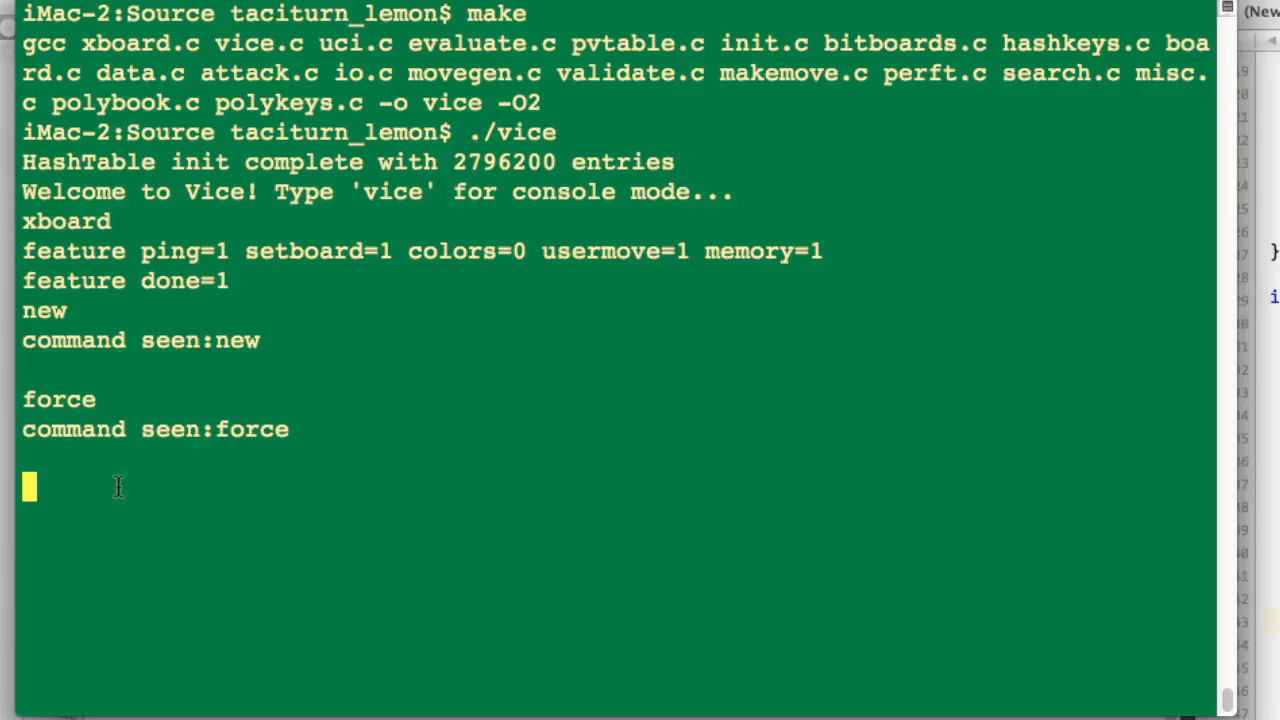 iMac-2:Source taciturn_lemon$ make
gcc xboard.c vice.c uci.c evaluate.c pvtable.c init.c bitboards.c hashkeys.c boa
rd.c data.c attack.c io.c movegen.c validate.c makemove.c perft.c search.c misc.
c polybook.c polykeys.c -o vice -O2
iMac-2:Source taciturn_lemon$ ./vice
HashTable init complete with 2796200 entries
Welcome to Vice! Type 'vice' for console mode...
xboard
feature ping=1 setboard=1 colors=0 usermove=1 memory=1
feature done=1
new
command seen:new
force
command seen:force
(New
}
i